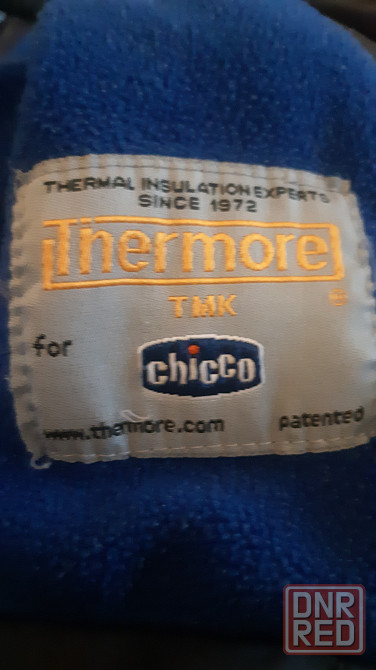 THERMAL INSULATION EXPERTS
SINCE 1972
Thermore
TMK
®
for
chicco
www.thermore.com
patented
DNR
RED